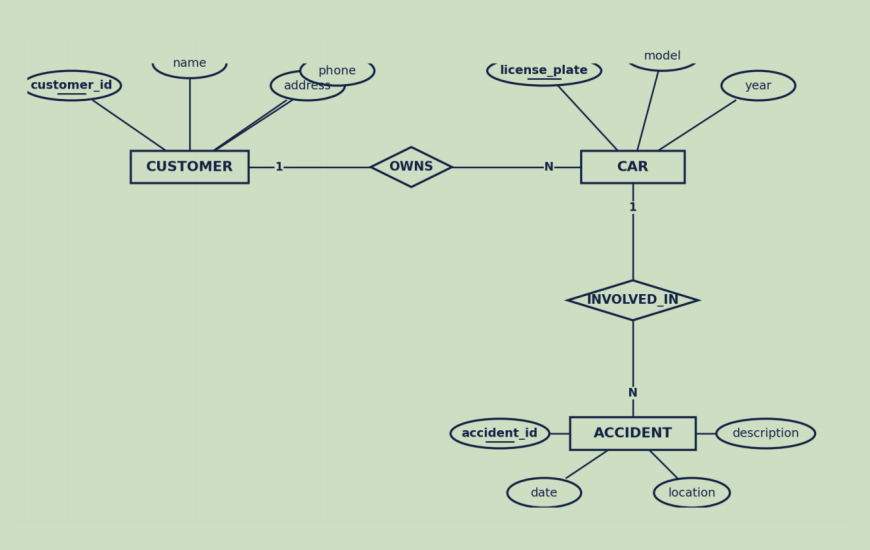 model
name
phone
license_plate
customer_id
address
year
CUSTOMER
1
OWNS
N
CAR
1
INVOLVED_IN
N
accident_id
ACCIDENT
description
date
location